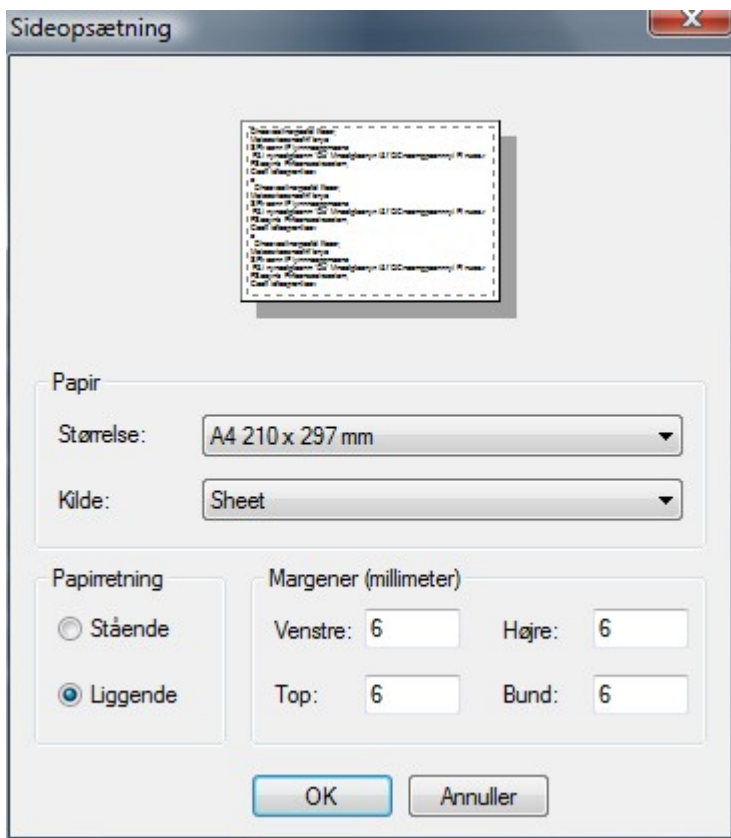 Sideopsætning
Papir
Størrelse: A4 210 x 297 mm
Kilde: Sheet
Papirretning
Margener (millimeter)
Stående
Venstre: 6 Højre: 6
Liggende
Top: 6 Bund: 6
OK Annuller